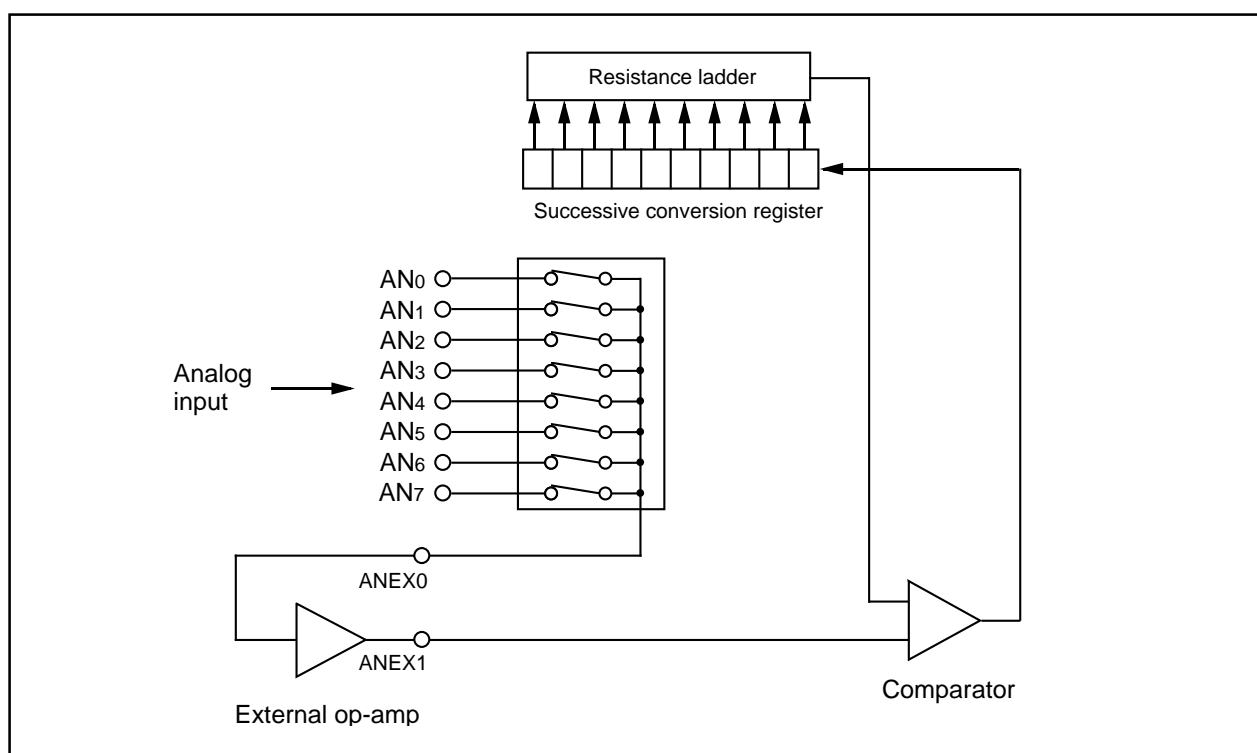 Resistance ladder
Successive conversion register
AN0
AN1
AN2
AN3
AN4
AN5
AN6
AN7
Analog
input
ANEX0
ANEX1
External op-amp
Comparator